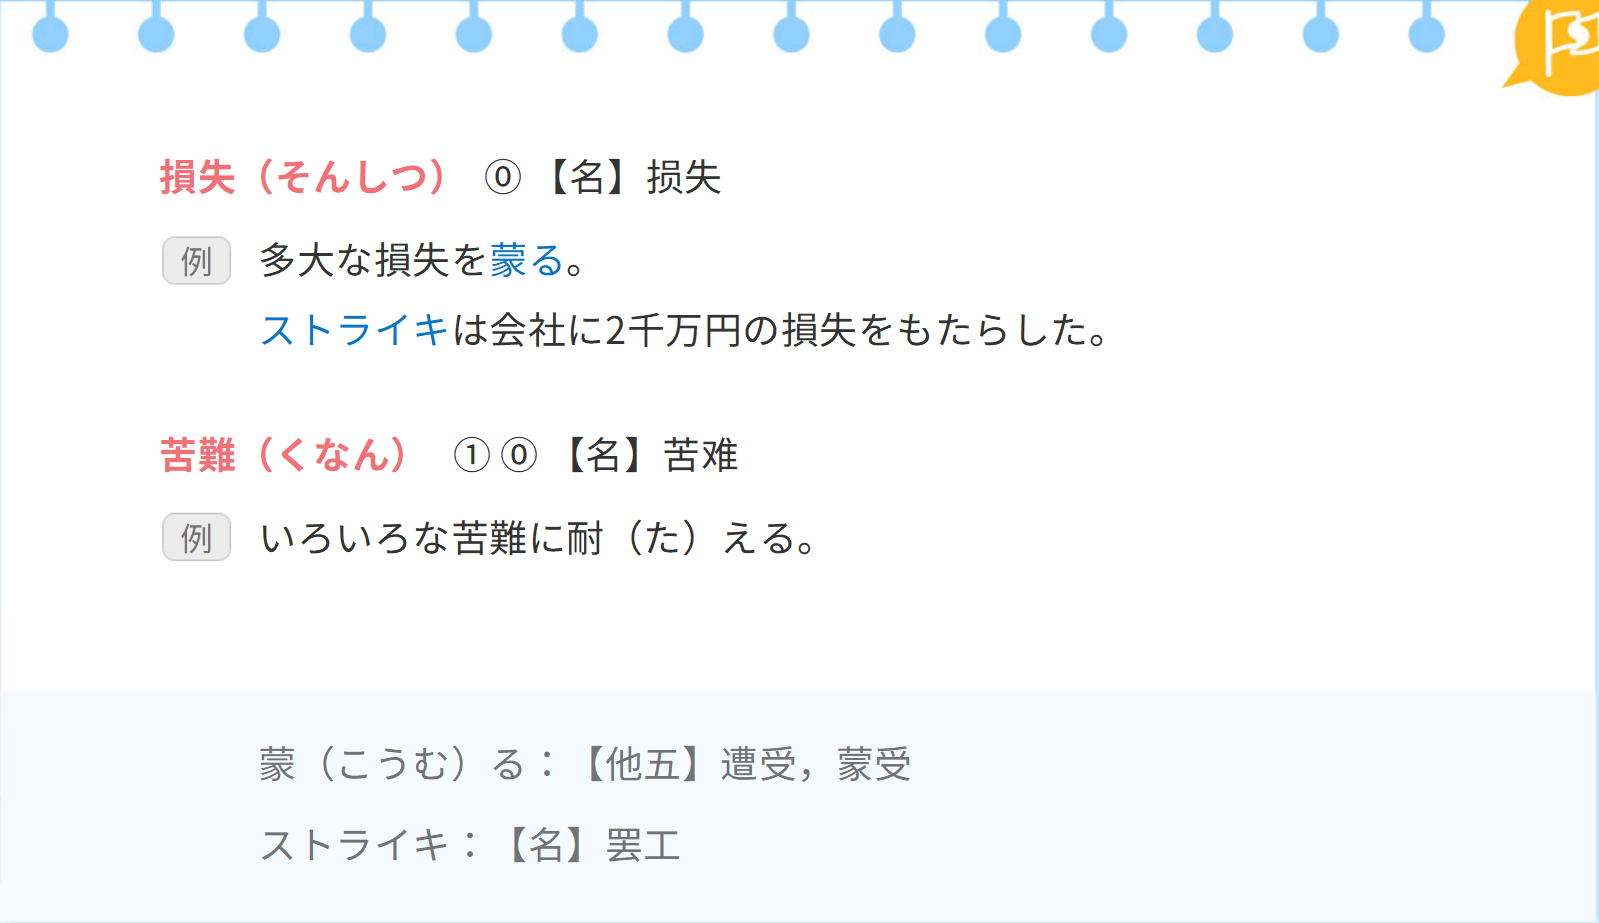 損失（そんしつ） ⓪ 【名】损失
例 多大な損失を蒙る。
ストライキは会社に2千万円の損失をもたらした。
苦難（くなん） ① ⓪ 【名】苦难
例 いろいろな苦難に耐（た）える。
蒙（こうむ）る：【他五】遭受，蒙受
ストライキ：【名】罢工